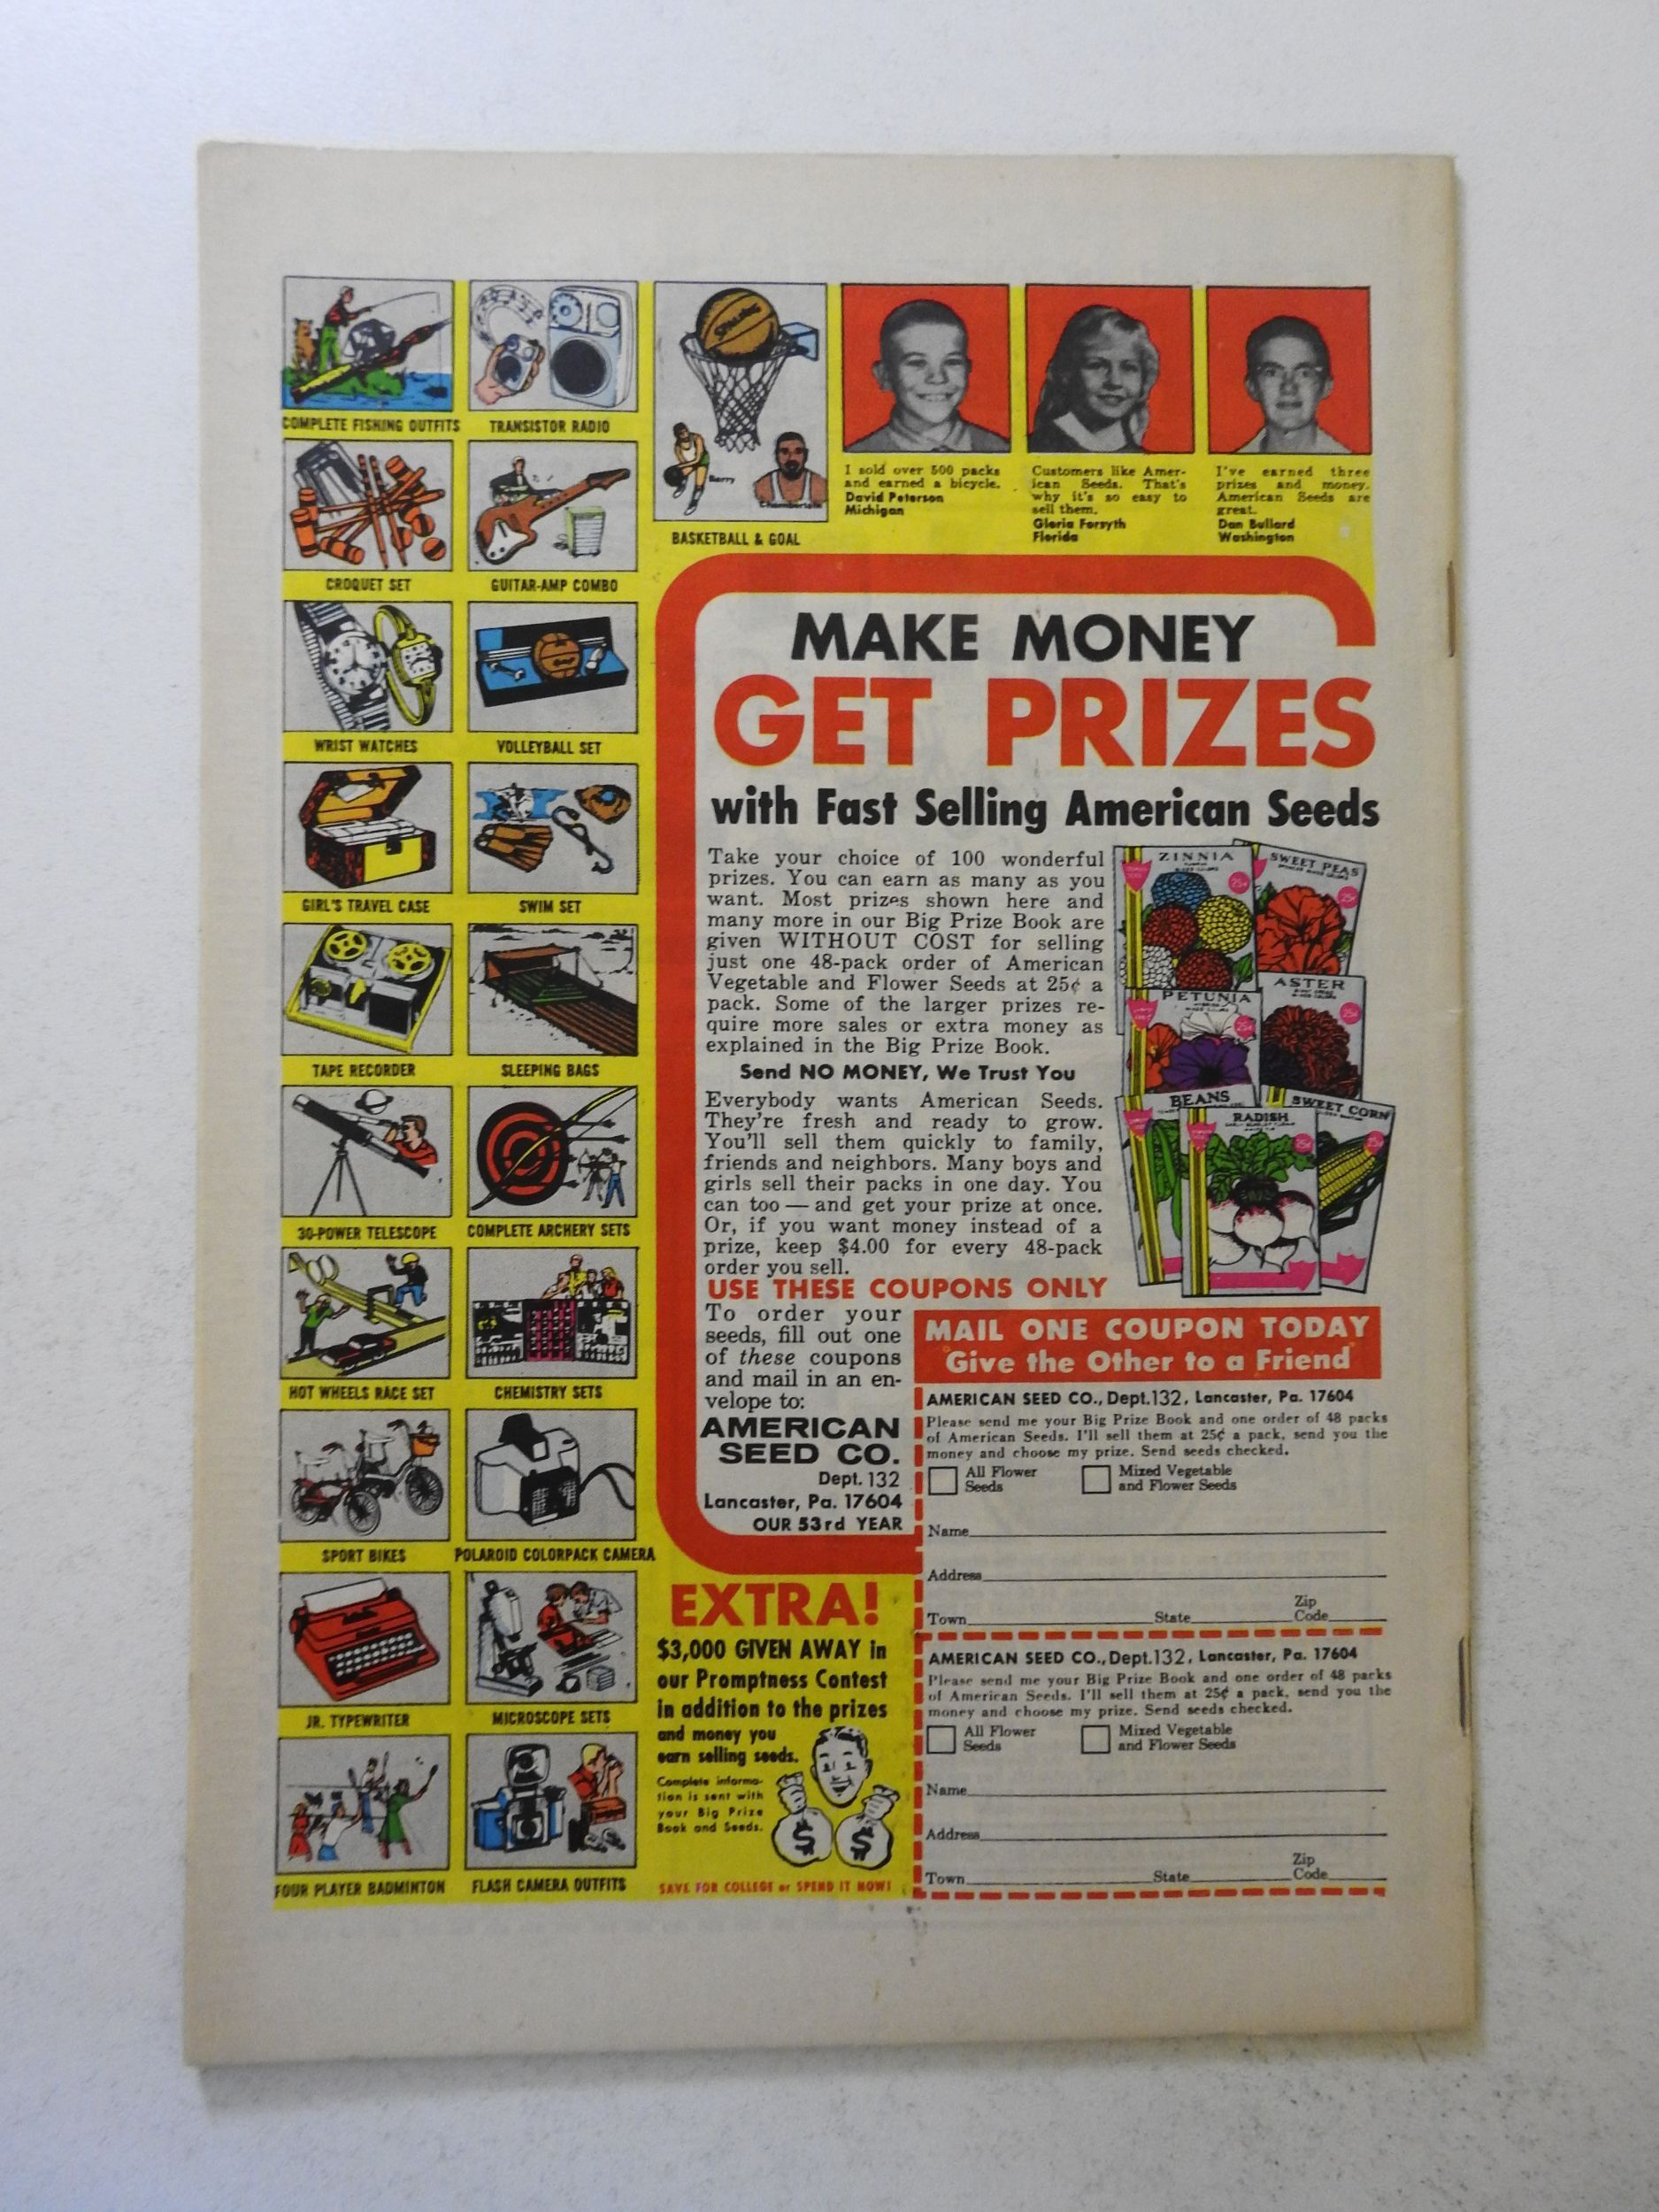 COMPLETE FISHING OUTFITS
TRANSISTOR RADIO
SPALDING
Barry
Chamberlain
BASKETBALL & GOAL
I sold over 500 packs
and earned a bicycle.
David Peterson
Michigan
Customers like Amer-
ican Seeds. That's
why it's so easy to
sell them.
Gloria Forsyth
Florida
I've earned three
prizes and money.
American Seeds are
great.
Dan Bullard
Washington
CROQUET SET
GUITAR-AMP COMBO
WRIST WATCHES
VOLLEYBALL SET
GIRL'S TRAVEL CASE
SWIM SET
TAPE RECORDER
SLEEPING BAGS
30-POWER TELESCOPE
COMPLETE ARCHERY SETS
HOT WHEELS RACE SET
CHEMISTRY SETS
SPORT BIKES
POLAROID COLORPACK CAMERA
JR. TYPEWRITER
MICROSCOPE SETS
FOUR PLAYER BADMINTON
FLASH CAMERA OUTFITS
MAKE MONEY
GET PRIZES
with Fast Selling American Seeds
Take your choice of 100 wonderful
prizes. You can earn as many as you
want. Most prizes shown here and
many more in our Big Prize Book are
given WITHOUT COST for selling
just one 48-pack order of American
Vegetable and Flower Seeds at 25¢ a
pack. Some of the larger prizes re-
quire more sales or extra money as
explained in the Big Prize Book.
Send NO MONEY, We Trust You
Everybody wants American Seeds.
They're fresh and ready to grow.
You'll sell them quickly to family,
friends and neighbors. Many boys and
girls sell their packs in one day. You
can too — and get your prize at once.
Or, if you want money instead of a
prize, keep $4.00 for every 48-pack
order you sell.
ZINNIA
25¢
SWEET PEAS
25¢
PETUNIA
25¢
ASTER
25¢
BEANS
RADISH
25¢
SWEET CORN
25¢
USE THESE COUPONS ONLY
To order your
seeds, fill out one
of these coupons
and mail in an en-
velope to:
AMERICAN
SEED CO.
Dept. 132
Lancaster, Pa. 17604
OUR 53rd YEAR
EXTRA!
$3,000 GIVEN AWAY in
our Promptness Contest
in addition to the prizes
and money you
earn selling seeds.
Complete informa-
tion is sent with
your Big Prize
Book and Seeds.
$ $
SAVE FOR COLLEGE or SPEND IT NOW!
MAIL ONE COUPON TODAY
Give the Other to a Friend
AMERICAN SEED CO., Dept. 132, Lancaster, Pa. 17604
Please send me your Big Prize Book and one order of 48 packs
of American Seeds. I'll sell them at 25¢ a pack, send you the
money and choose my prize. Send seeds checked.
All Flower
Seeds
Mixed Vegetable
and Flower Seeds
Name
Address
Town State Zip
Code
AMERICAN SEED CO., Dept. 132, Lancaster, Pa. 17604
Please send me your Big Prize Book and one order of 48 packs
of American Seeds. I'll sell them at 25¢ a pack, send you the
money and choose my prize. Send seeds checked.
All Flower
Seeds
Mixed Vegetable
and Flower Seeds
Name
Address
Town State Zip
Code